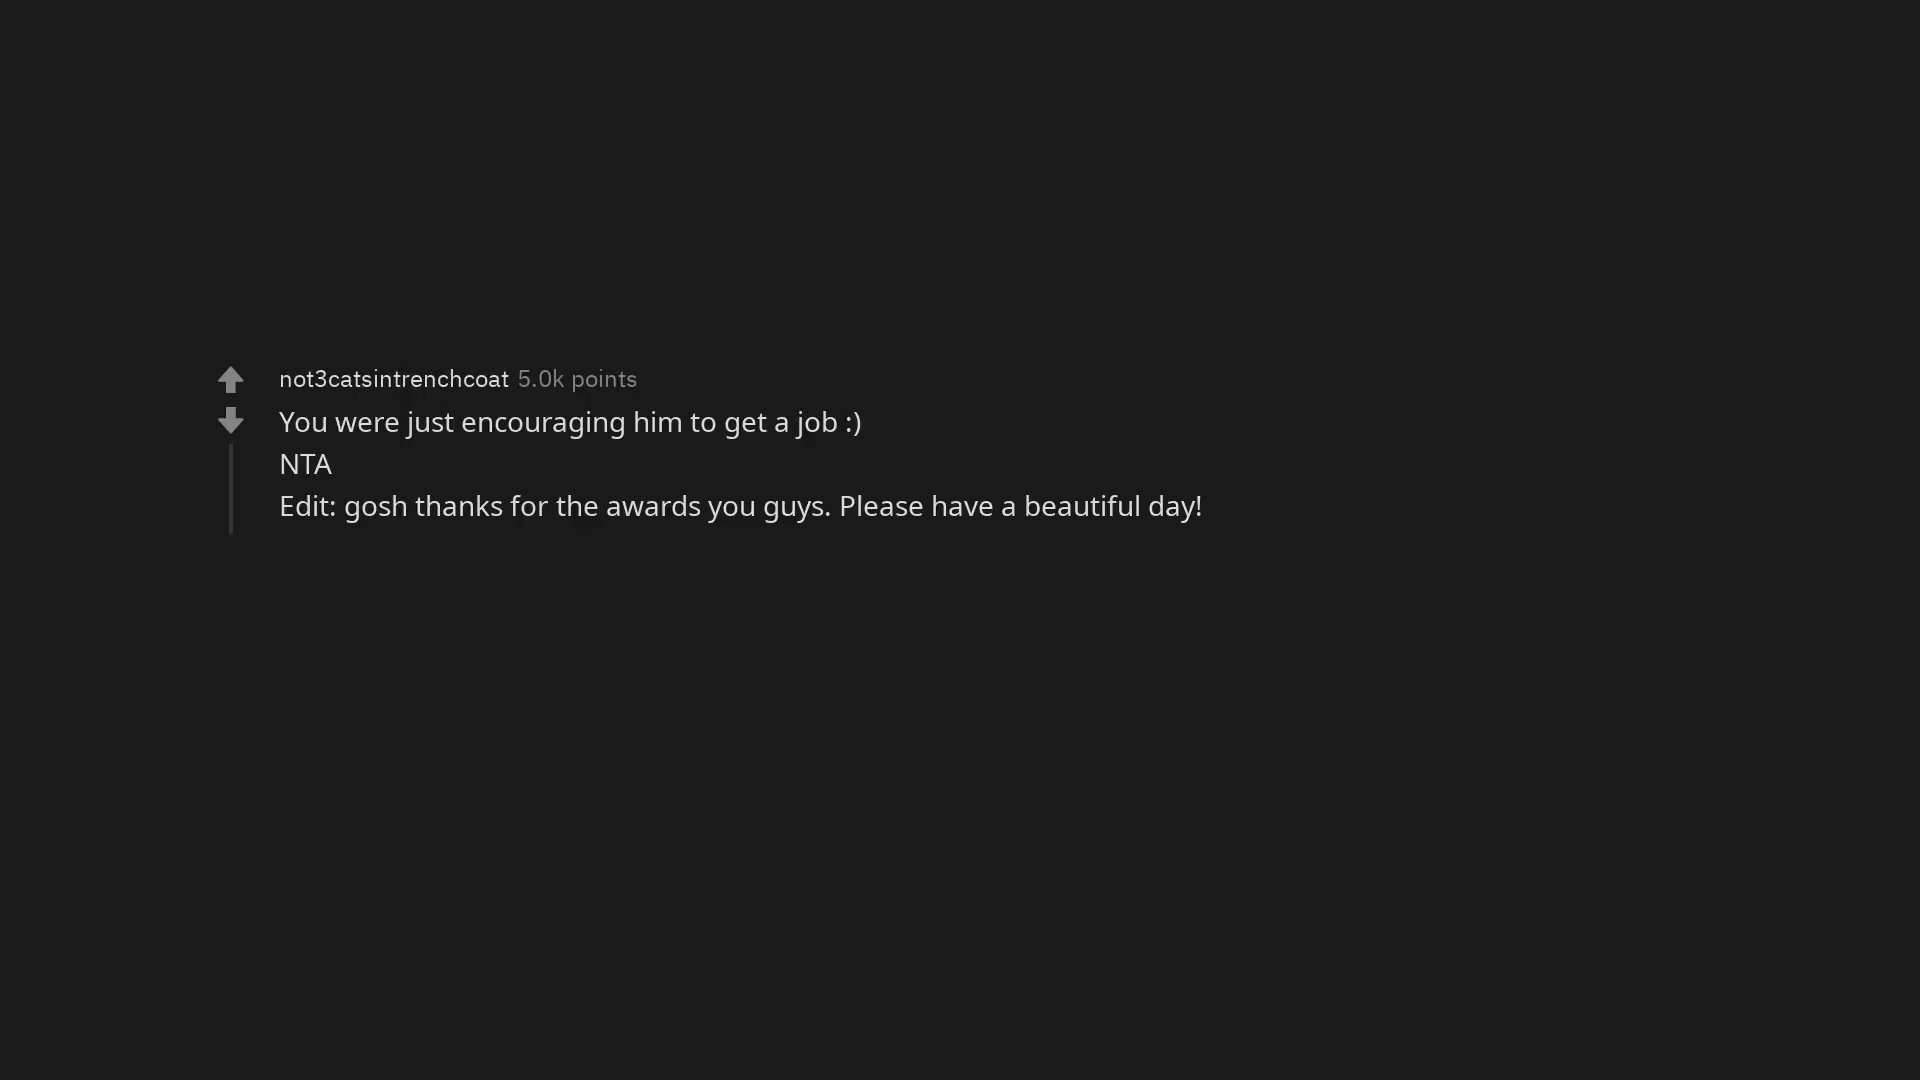 not3catsintrenchcoat 5.0k points
You were just encouraging him to get a job :)
NTA
Edit: gosh thanks for the awards you guys. Please have a beautiful day!